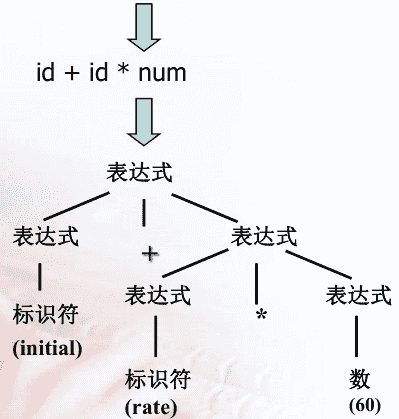 id + id * num
表达式
表达式 + 表达式
标识符 表达式 * 表达式
(initial) 标识符 数
(rate) (60)